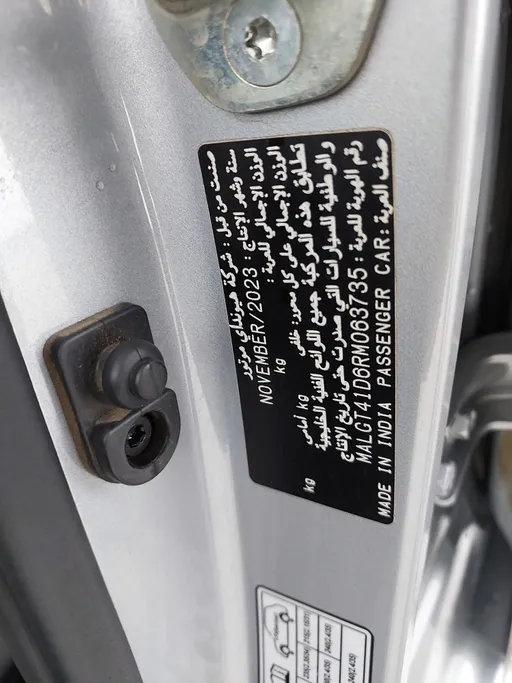 صنعت من قبل : شركة هيونداي موتور
سنة وشهر الإنتاج : NOVEMBER/2023
الوزن الإجمالي للعربة : kg
الوزن الإجمالي على كل محور: خلفي kg أمامي kg
تطابق هذه المركبة جميع اللوائح الفنية الخليجية
والوطنية للسيارات التي صدرت حتى تاريخ الإنتاج
رقم الهوية للعربة : MALGT41D6RM063735
صنف العربة : MADE IN INDIA PASSENGER CAR